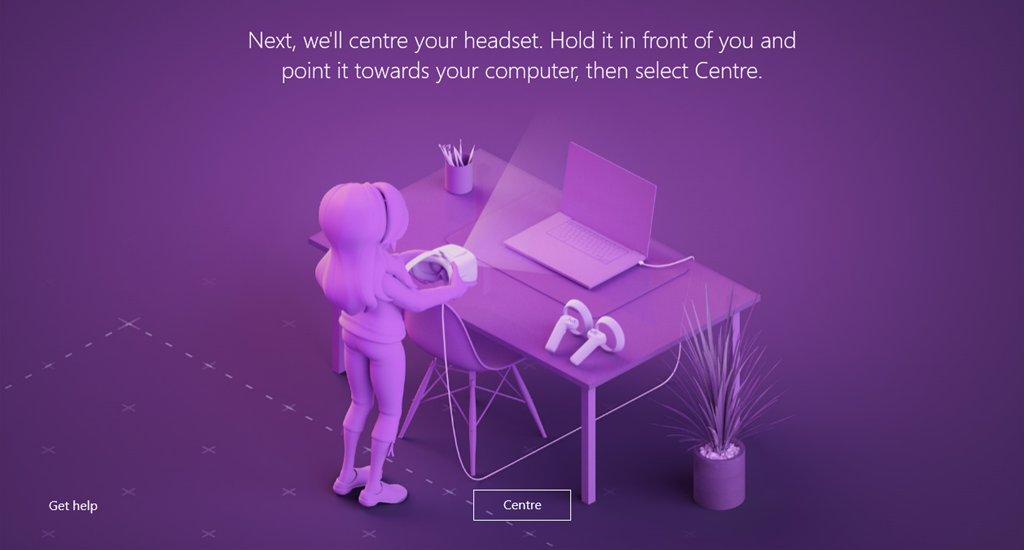 Next, we'll centre your headset. Hold it in front of you and
point it towards your computer, then select Centre.
Get help
Centre